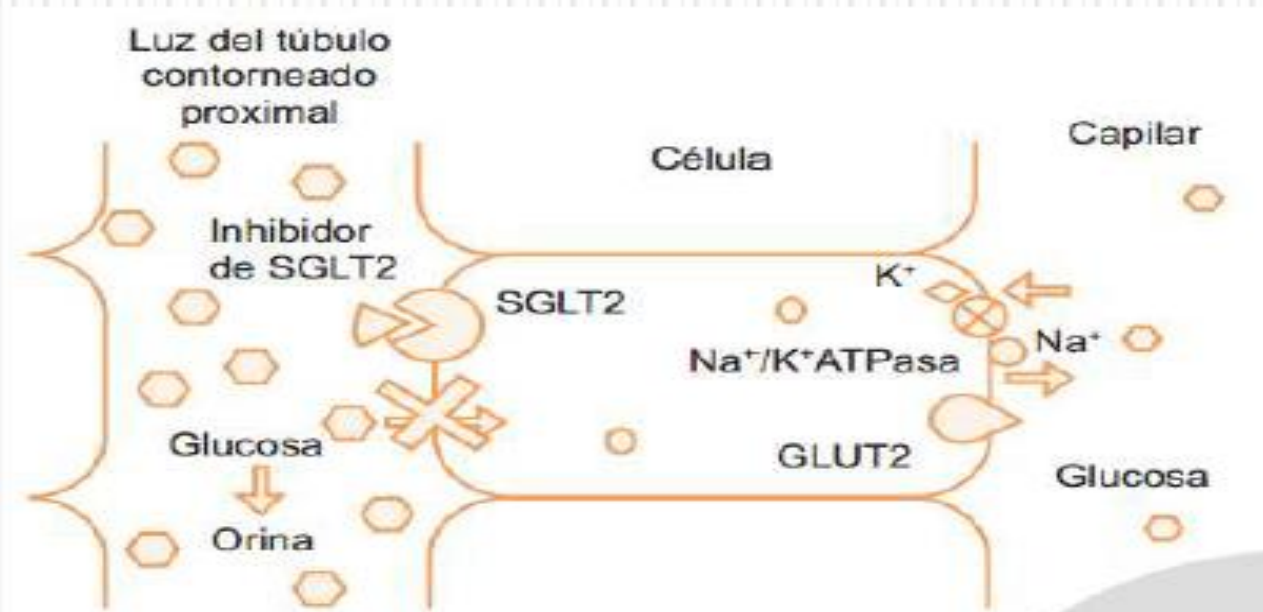 Luz del túbulo
contorneado
proximal
Célula
Capilar
Inhibidor
de SGLT2
SGLT2
K⁺
Na⁺/K⁺ATPasa
Na⁺
GLUT2
Glucosa
Glucosa
Orina